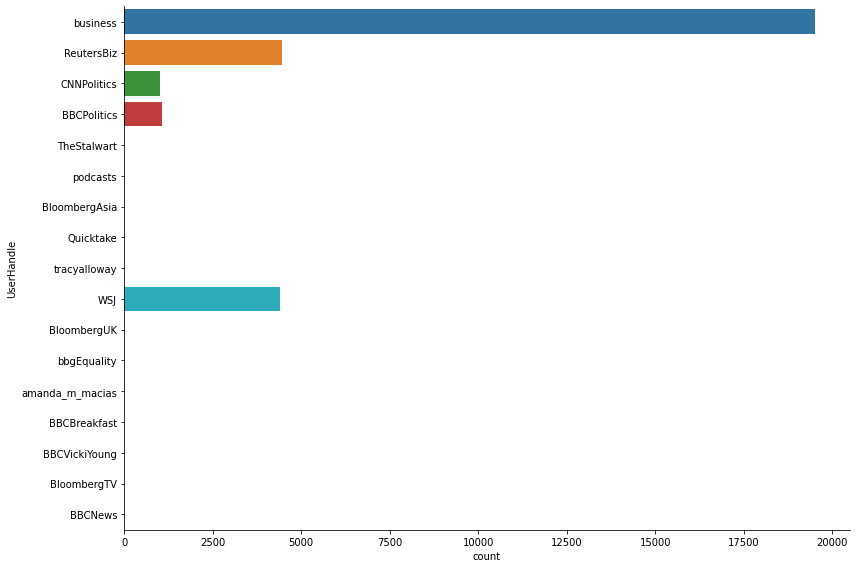 business
ReutersBiz
CNNPolitics
BBCPolitics
TheStalwart
podcasts
BloombergAsia
Quicktake
tracyalloway
WSJ
BloombergUK
bbgEquality
amanda_m_macias
BBCBreakfast
BBCVickiYoung
BloombergTV
BBCNews
UserHandle
0 2500 5000 7500 10000 12500 15000 17500 20000
count